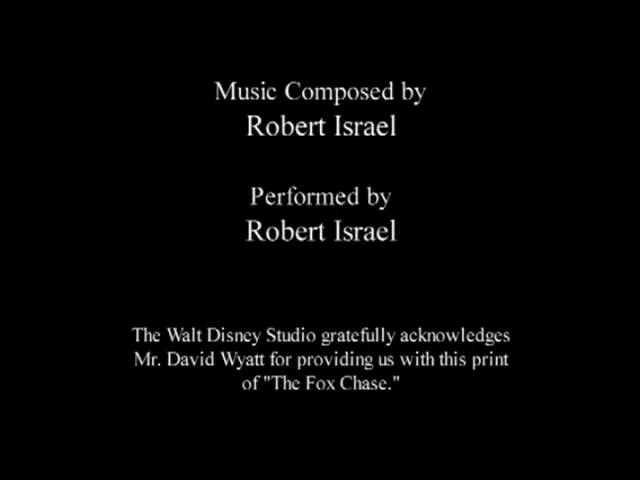 Music Composed by
Robert Israel
Performed by
Robert Israel
The Walt Disney Studio gratefully acknowledges
Mr. David Wyatt for providing us with this print
of "The Fox Chase."